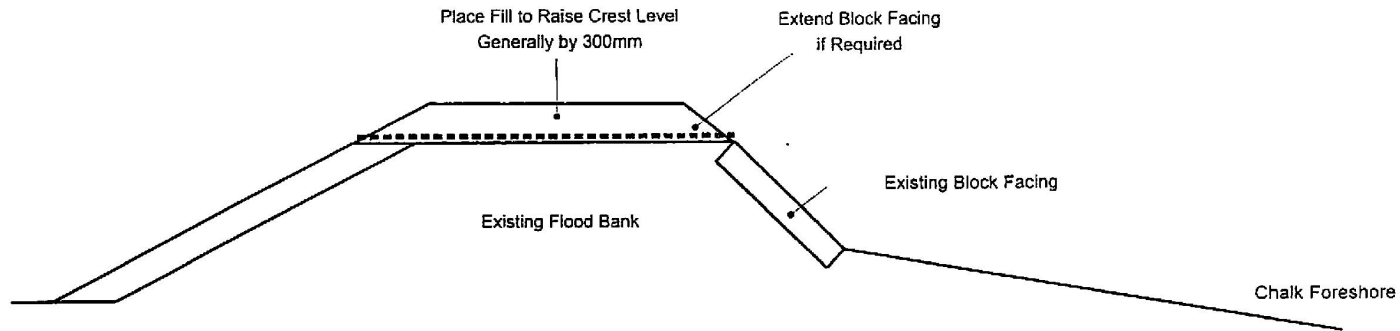 Place Fill to Raise Crest Level
Generally by 300mm
Extend Block Facing
if Required
Existing Block Facing
Existing Flood Bank
Chalk Foreshore